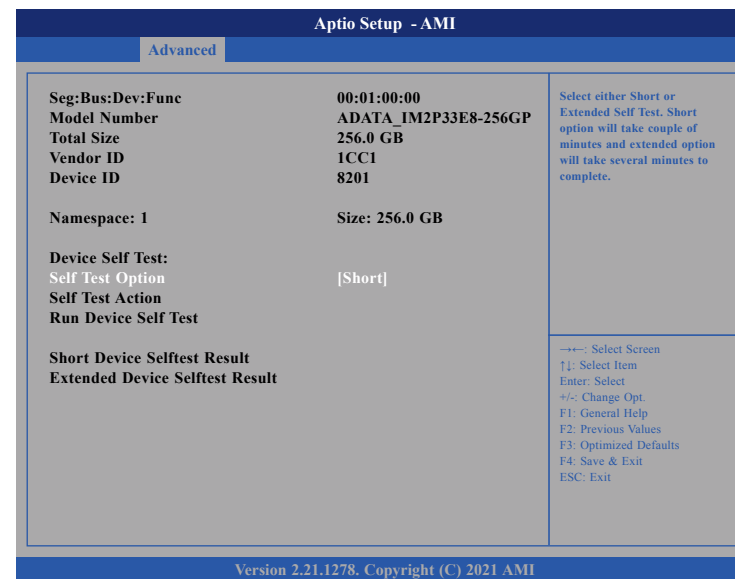 Aptio Setup - AMI
Advanced
Seg:Bus:Dev:Func 00:01:00:00
Model Number ADATA_IM2P33E8-256GP
Total Size 256.0 GB
Vendor ID 1CC1
Device ID 8201
Namespace: 1 Size: 256.0 GB
Device Self Test:
Self Test Option [Short]
Self Test Action
Run Device Self Test
Short Device Selftest Result
Extended Device Selftest Result
Select either Short or
Extended Self Test. Short
option will take couple of
minutes and extended option
will take several minutes to
complete.
→←: Select Screen
↑↓: Select Item
Enter: Select
+/-: Change Opt.
F1: General Help
F2: Previous Values
F3: Optimized Defaults
F4: Save & Exit
ESC: Exit
Version 2.21.1278. Copyright (C) 2021 AMI